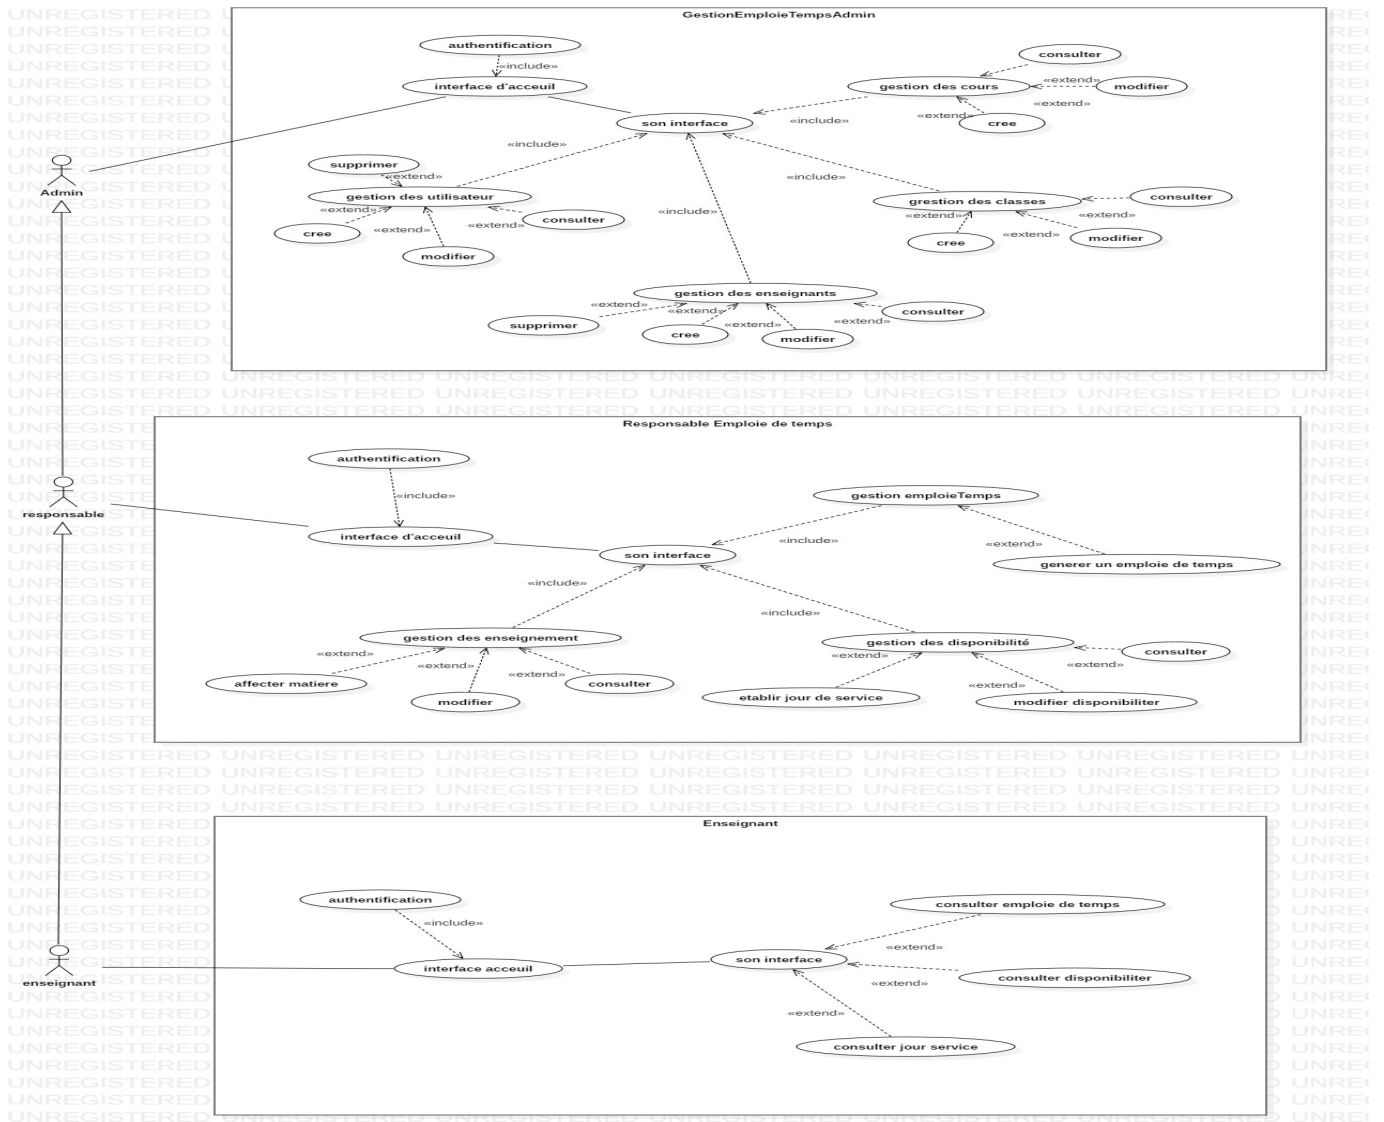 GestionEmploieTempsAdmin
authentification
consulter
«include»
interface d'acceuil
gestion des cours
«extend»
modifier
«extend»
«extend»
son interface
«include»
cree
«include»
supprimer
«extend»
Admin
gestion des utilisateur
«include»
grestion des classes
consulter
«extend»
consulter
«include»
«extend»
«extend»
cree
«extend»
«extend»
«extend»
modifier
cree
modifier
gestion des enseignants
«extend»
«extend»
consulter
supprimer
«extend»
«extend»
cree
modifier
UNREGISTERED
Responsable Emploie de temps
authentification
«include»
gestion emploieTemps
responsable
interface d'acceuil
«include»
«extend»
son interface
generer un emploie de temps
«include»
«include»
gestion des enseignement
gestion des disponibilité
«extend»
«extend»
consulter
«extend»
«extend»
«extend»
affecter matiere
consulter
«extend»
modifier
etablir jour de service
modifier disponibiliter
Enseignant
authentification
consulter emploie de temps
«include»
«extend»
son interface
interface acceuil
consulter disponibiliter
enseignant
«extend»
«extend»
consulter jour service